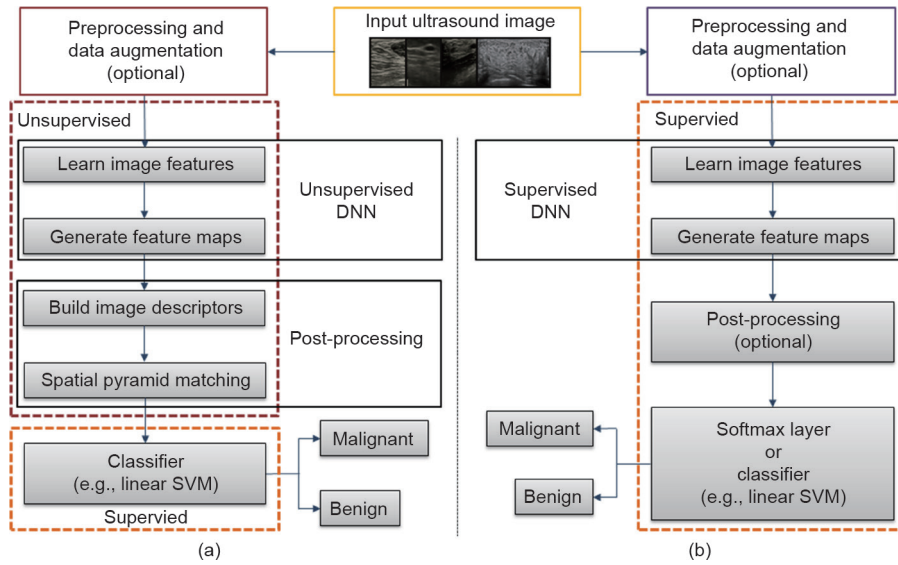 Input ultrasound image
Preprocessing and
data augmentation
(optional)
Unsupervised
Learn image features
Generate feature maps
Unsupervised
DNN
Build image descriptors
Spatial pyramid matching
Post-processing
Classifier
(e.g., linear SVM)
Supervied
Malignant
Benign
(a)
Preprocessing and
data augmentation
(optional)
Supervied
Learn image features
Generate feature maps
Supervised
DNN
Post-processing
(optional)
Softmax layer
or
classifier
(e.g., linear SVM)
Malignant
Benign
(b)